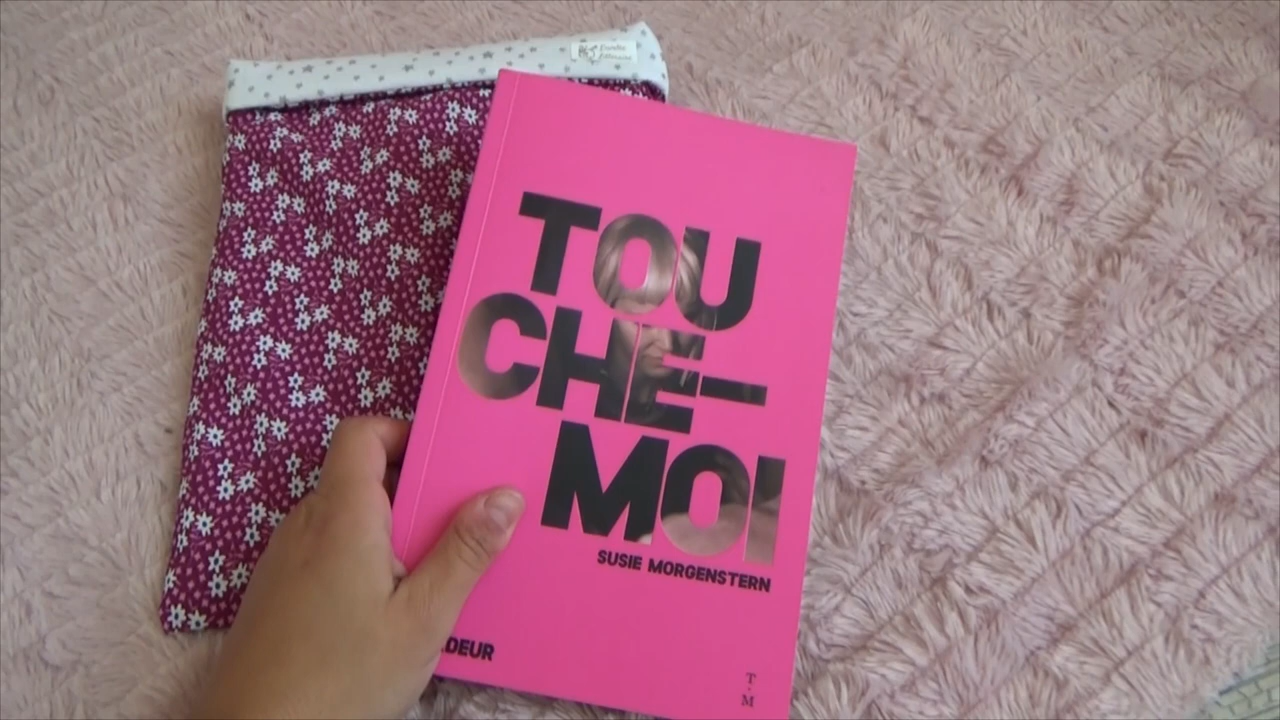 TOU
CHE-
MOI
SUSIE MORGENSTERN
DEUR
T.
M